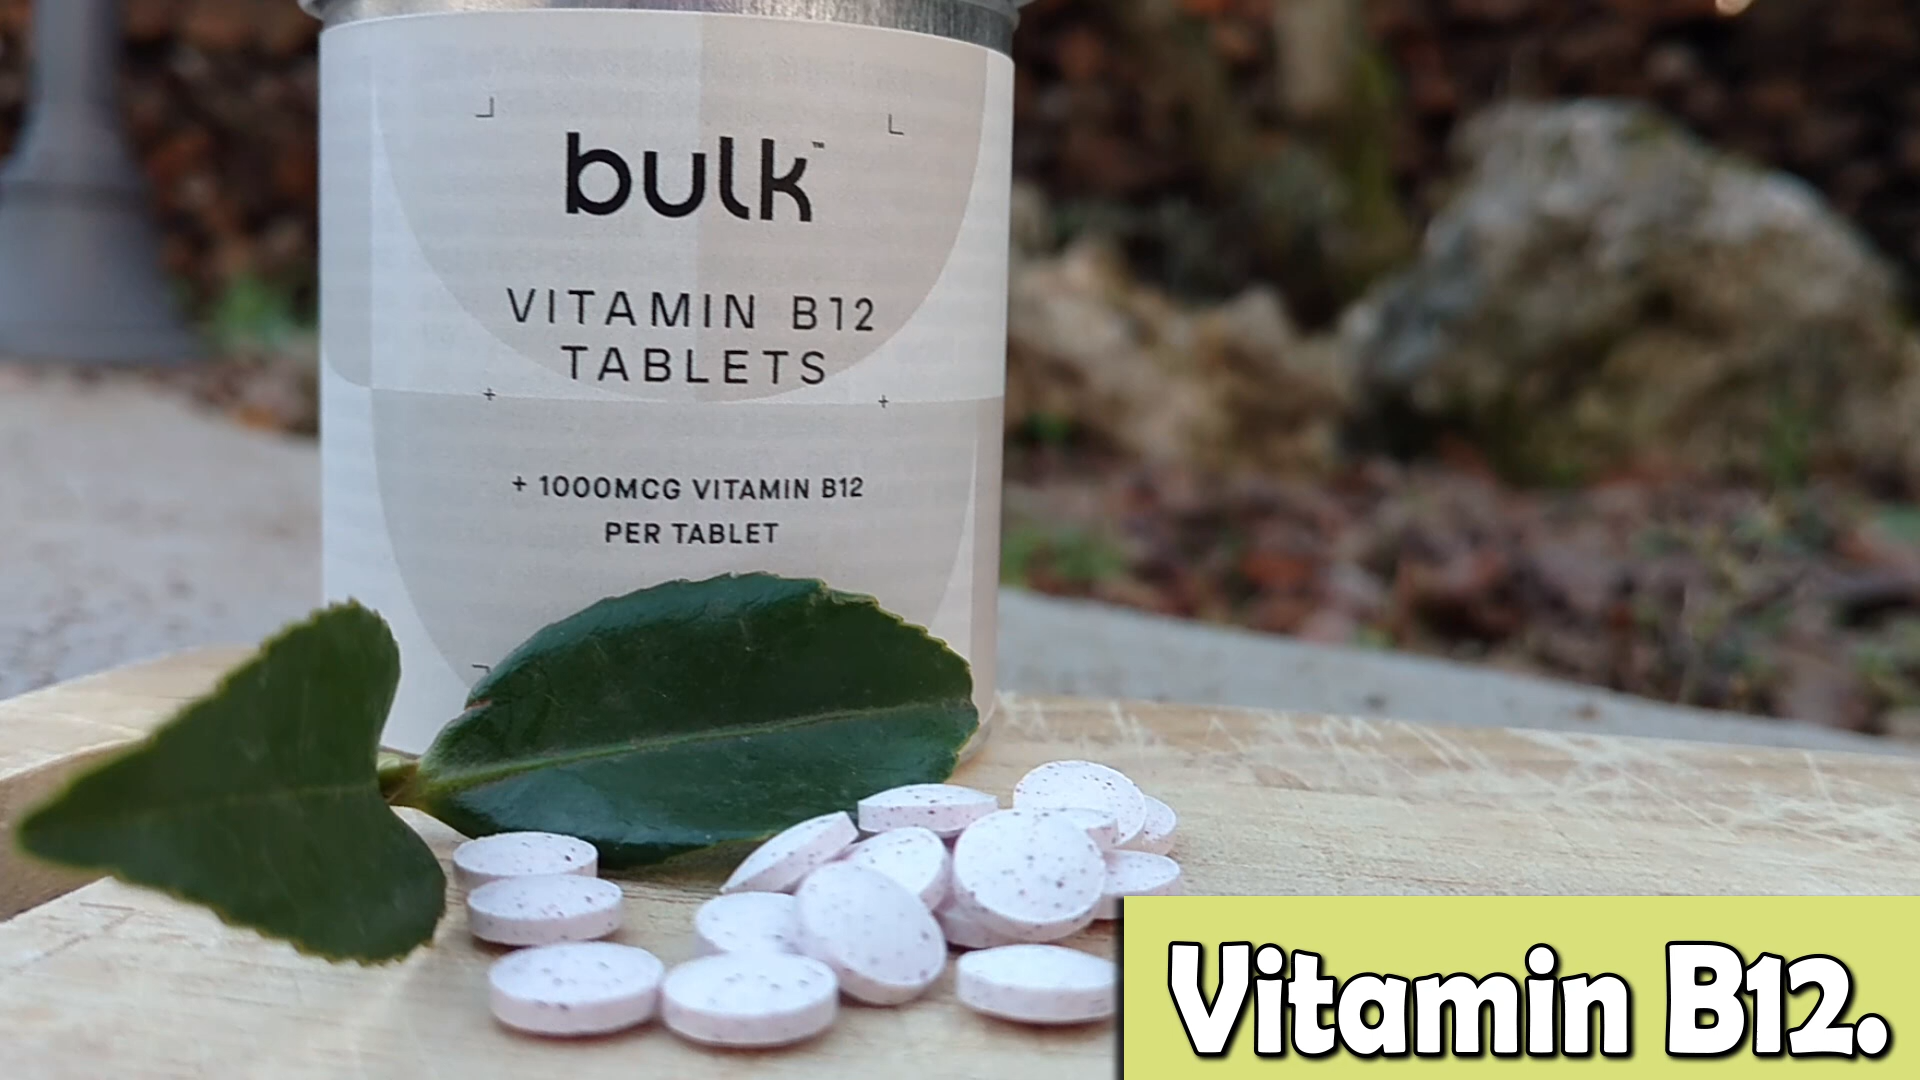 bulk™
VITAMIN B12
TABLETS
+ 1000MCG VITAMIN B12
PER TABLET
Vitamin B12.